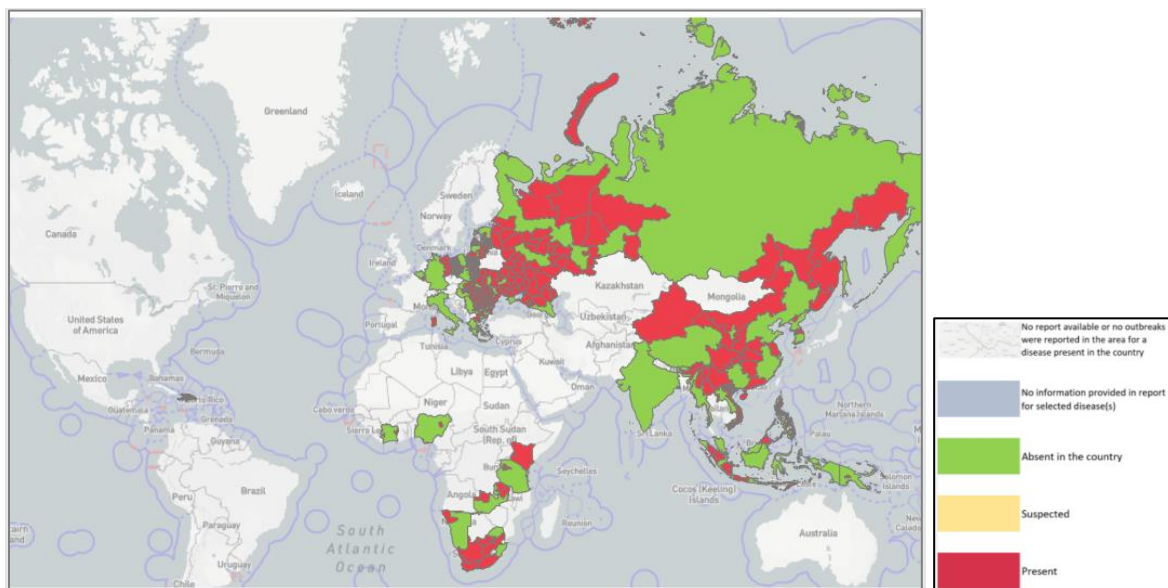 Greenland
Iceland
Sweden
Norway
Canada
Denmark
Ireland
St. Pierre and
Miquelon
Kazakhstan
Mongolia
United States
of America
Portugal
Uzbekistan
Afghanistan
Tunisia
Cyprus
Bermuda
Kuwait
Mexico
Bahamas
Libya
Egypt
Oman
Northern
Mariana Islands
Guatemala
Grenada
Cabo Verde
Niger
Sudan
Panama
Guyana
South Sudan
(Rep. of)
Sri Lanka
Palau
Seychelles
Solomon
Islands
Peru
Brazil
Angola
Cocos (Keeling)
Islands
Paraguay
Reunion
Australia
Uruguay
South
Atlantic
Ocean
Chile
No report available or no outbreaks
were reported in the area for a
disease present in the country
No information provided in report
for selected disease(s)
Absent in the country
Suspected
Present